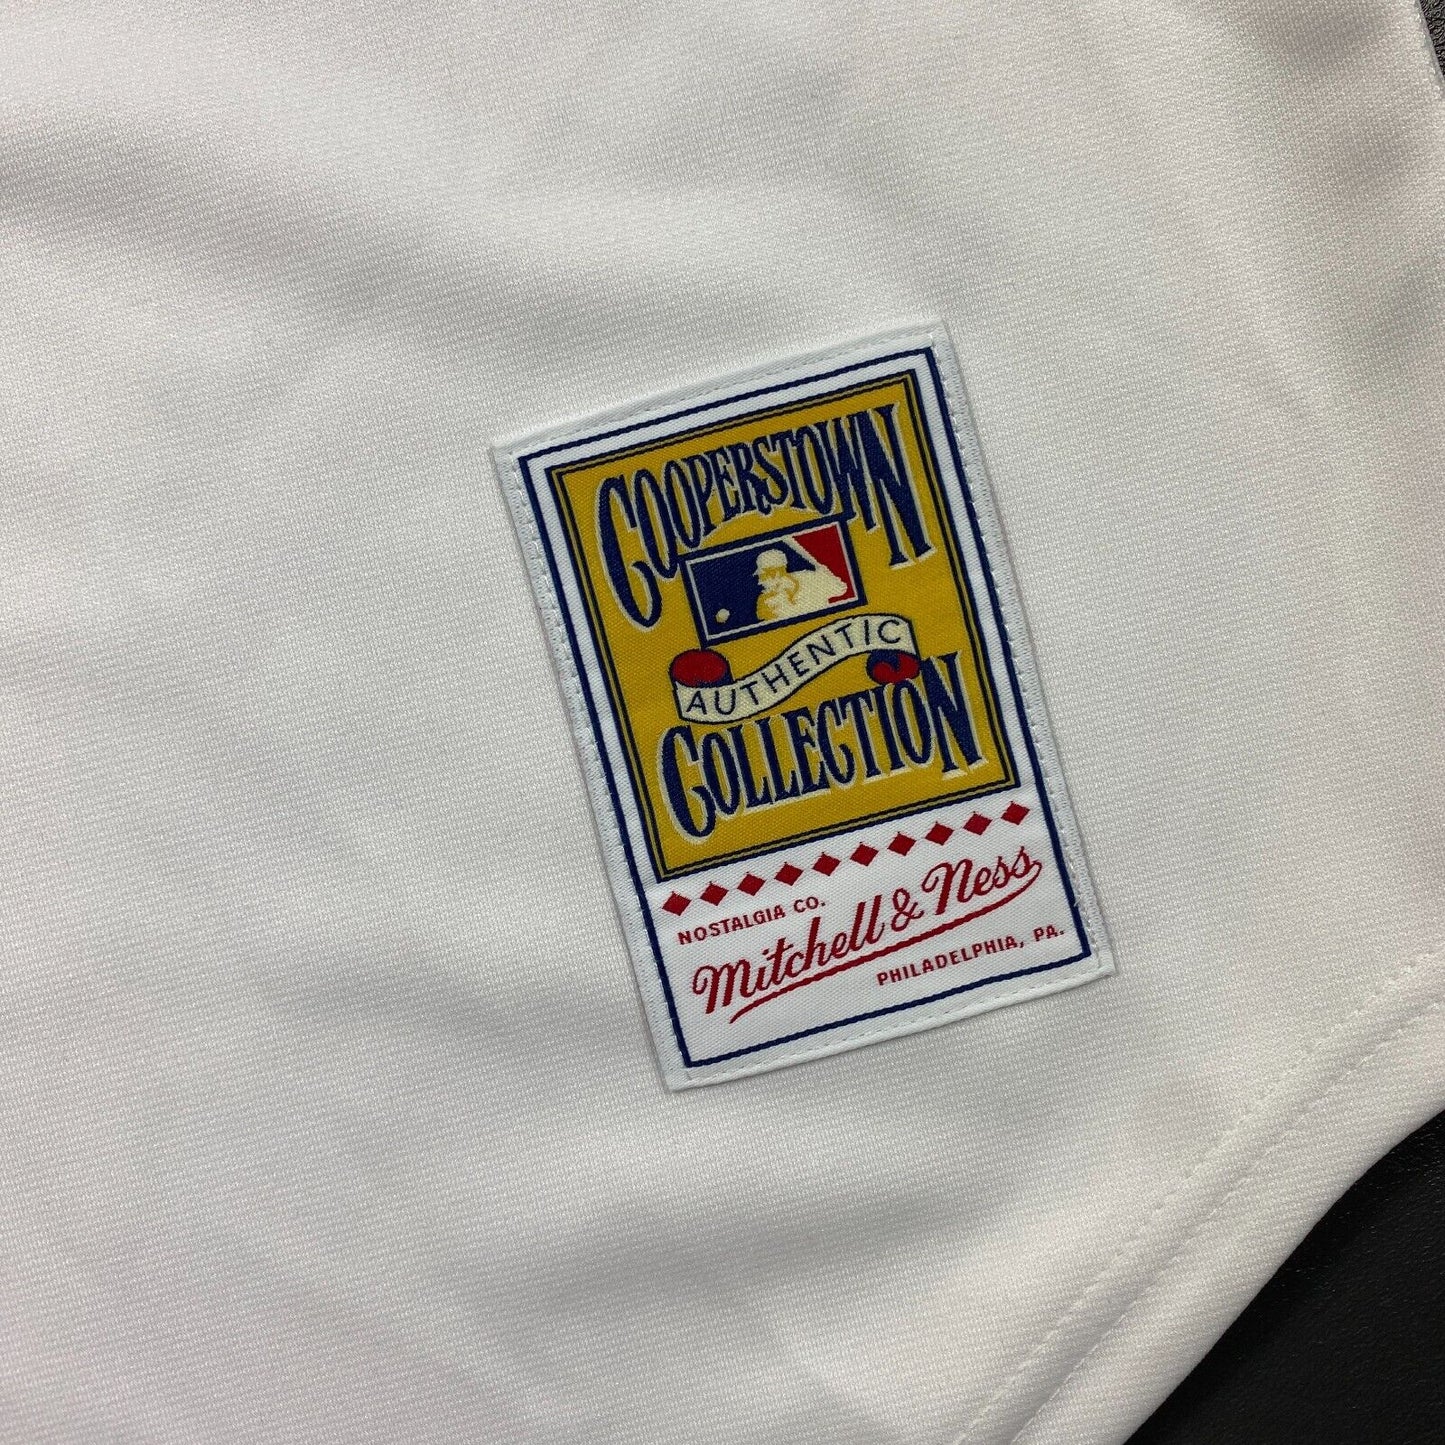 COOPERSTOWN
AUTHENTIC
COLLECTION
NOSTALGIA CO.
Mitchell & Ness
PHILADELPHIA, PA.